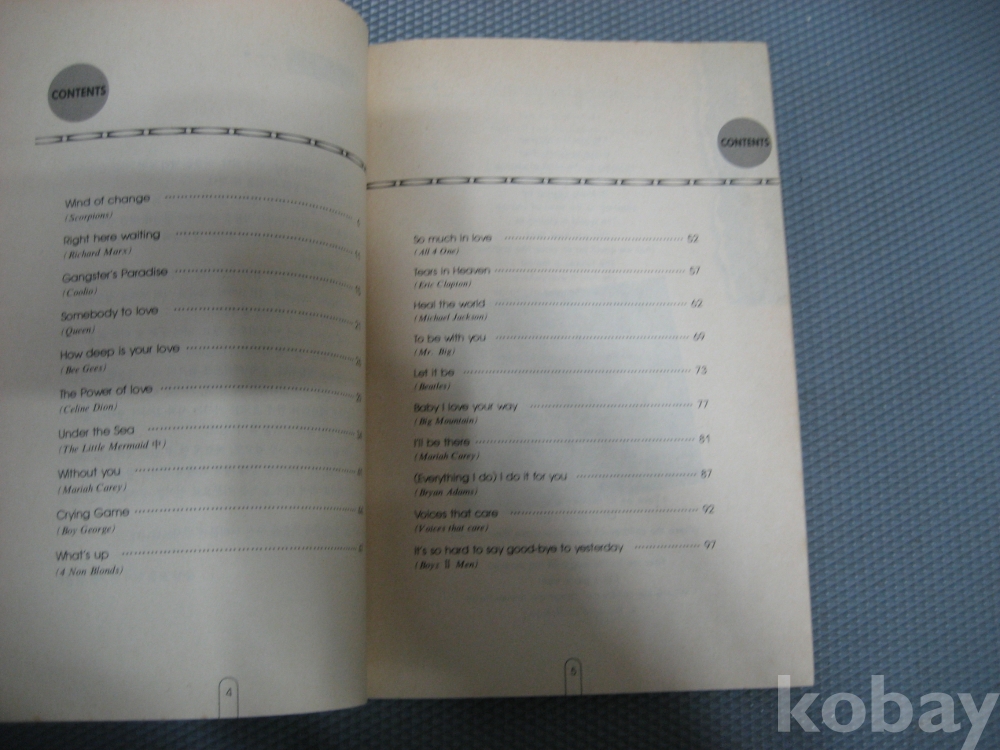 CONTENTS
Wind of change
(Scorpions)
Right here waiting
(Richard Marx)
Gangster's Paradise
(Coolio)
Somebody to love
(Queen)
How deep is your love
(Bee Gees)
The Power of love
(Celine Dion)
Under the Sea
(The Little Mermaid 中)
Without you
(Mariah Carey)
Crying Game
(Boy George)
What's up
(4 Non Blonds)
4
CONTENTS
So much in love 52
(All 4 One)
Tears in Heaven 57
(Eric Clapton)
Heal the world 62
(Michael Jackson)
To be with you 69
(Mr. Big)
Let it be 73
(Beatles)
Baby I love your way 77
(Big Mountain)
I'll be there 81
(Mariah Carey)
(Everything I do) I do it for you 87
(Bryan Adams)
Voices that care 92
(Voices that care)
It's so hard to say good-bye to yesterday 97
(Boyz Ⅱ Men)
5
kobay